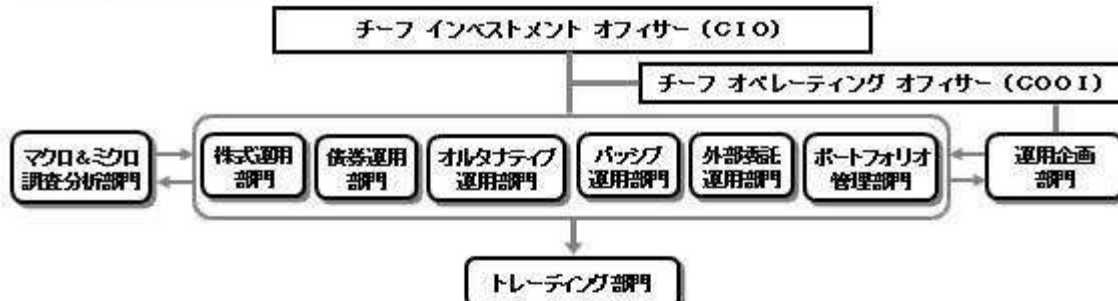 チーフ インベストメント オフィサー（CIO）
チーフ オペレーティング オフィサー（COOI）
マクロ＆ミクロ
調査分析部門
株式運用
部門
債券運用
部門
オルタナティブ
運用部門
パッシブ
運用部門
外部委託
運用部門
ポートフォリオ
管理部門
運用企画
部門
トレーディング部門